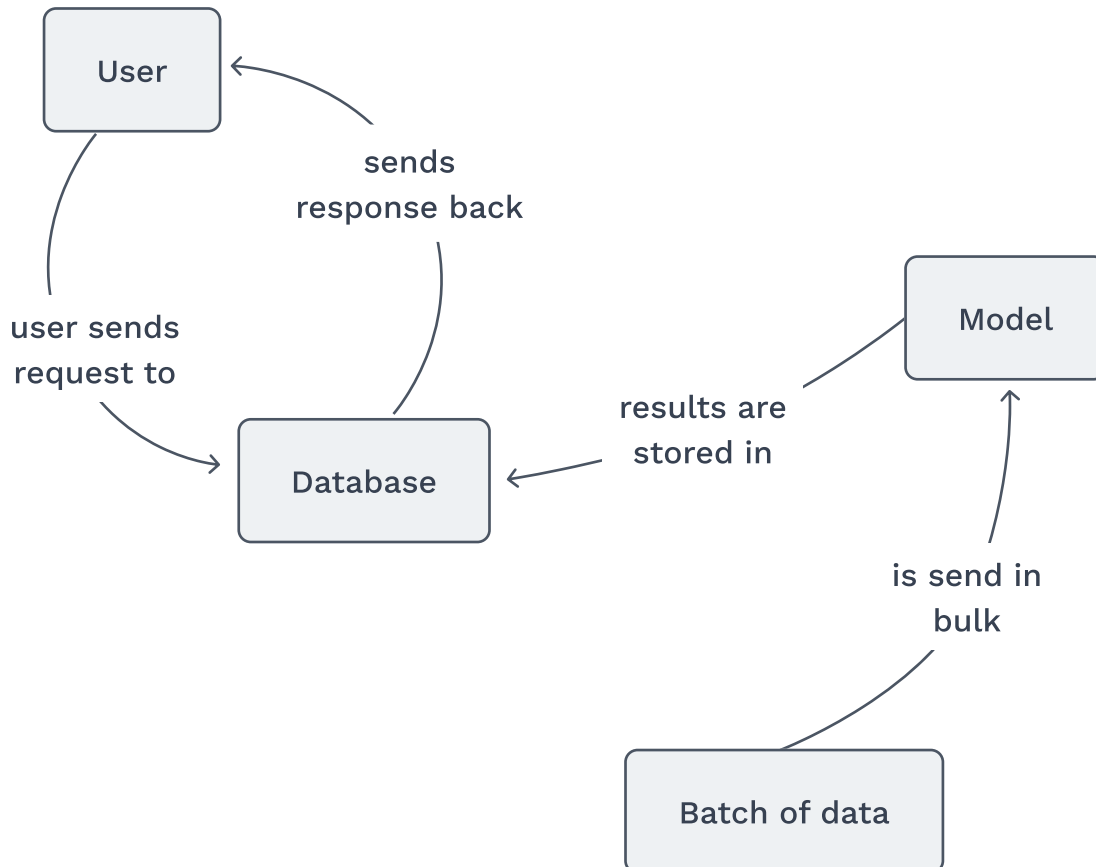 User
sends
response back
user sends
request to
Model
results are
stored in
Database
is send in
bulk
Batch of data